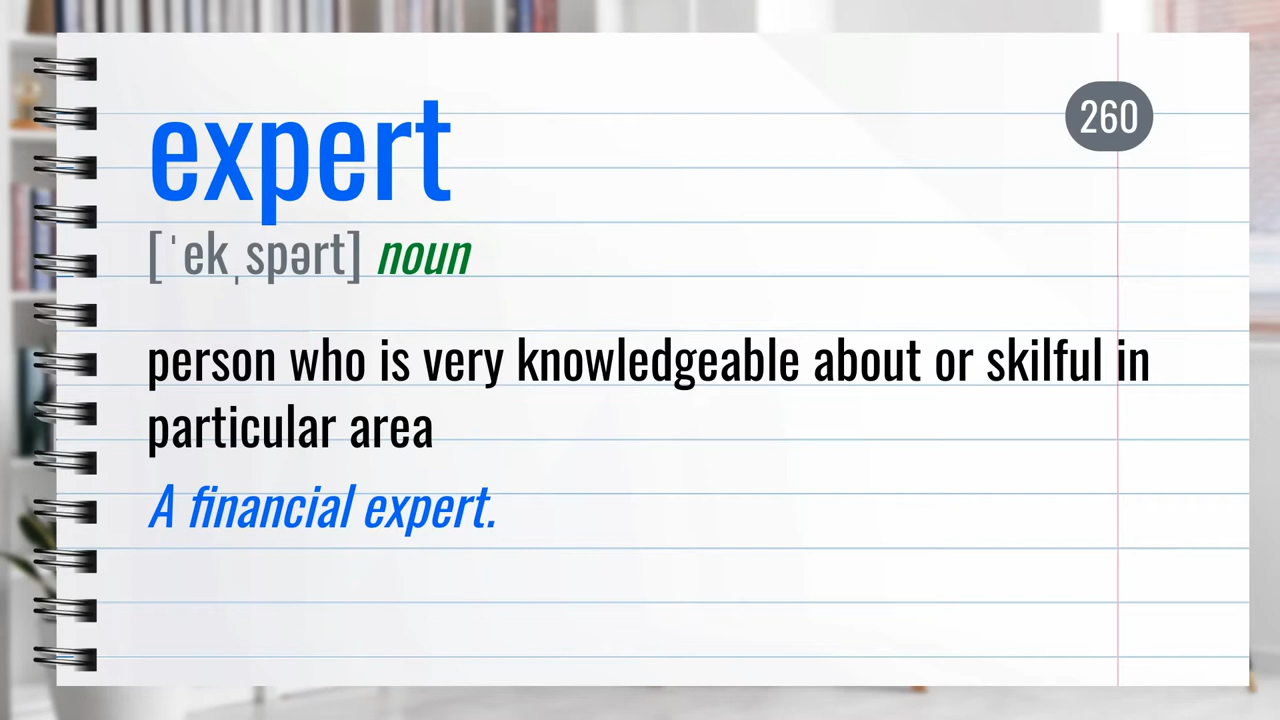 expert
260
[ˈekˌspərt] noun
person who is very knowledgeable about or skilful in
particular area
A financial expert.